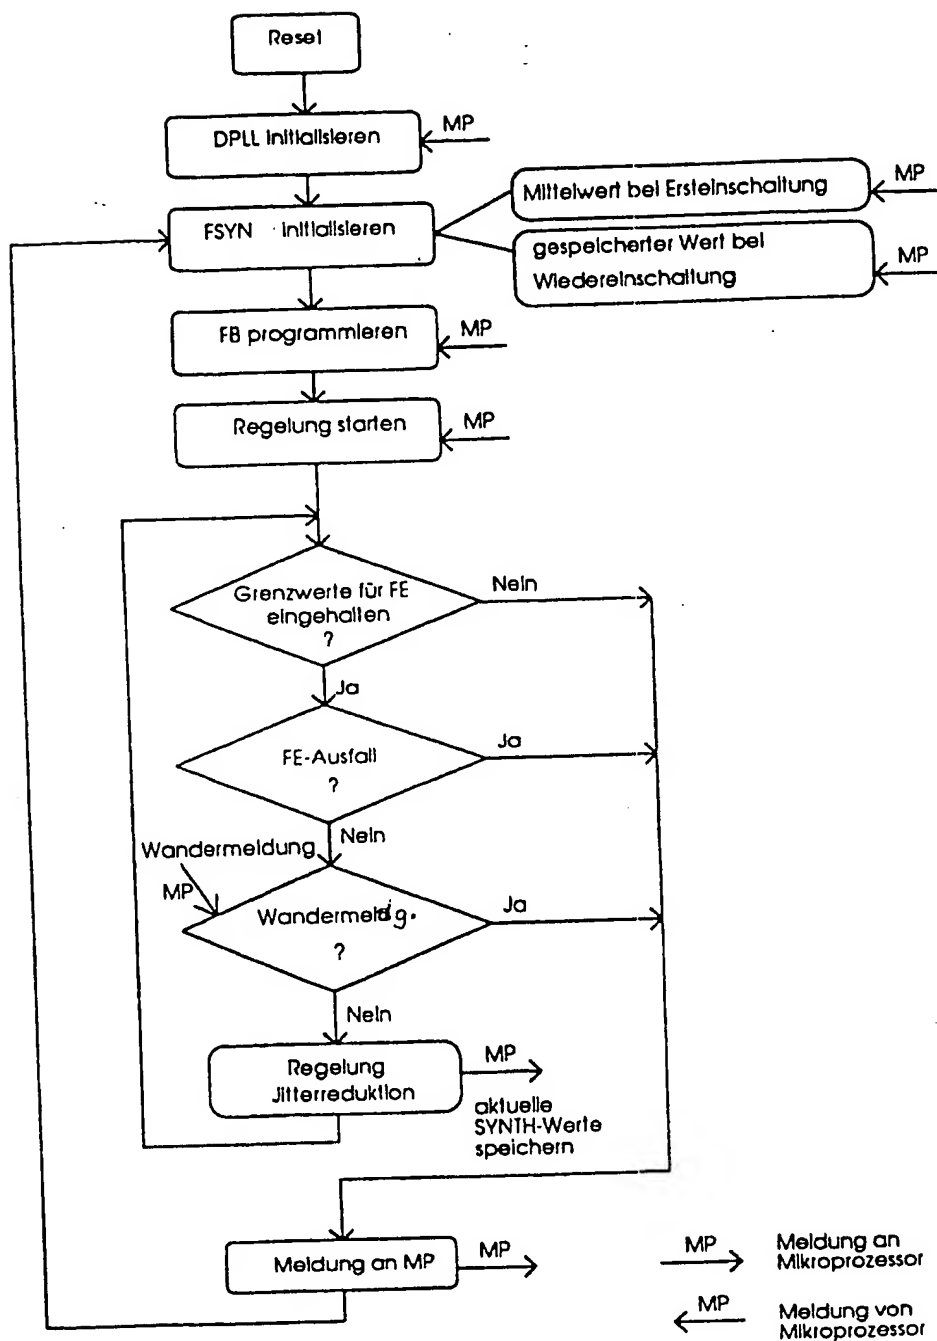 Reset
DPLL initialisieren
MP
FSYN initialisieren
Mittelwert bei Ersteinschaltung
MP
gespeicherter Wert bei
Wiedereinschaltung
MP
FB programmieren
MP
Regelung starten
MP
Grenzwerte für FE
eingehalten
?
Nein
Ja
FE-Ausfall
?
Ja
Nein
Wandermeldung
MP
Wandermeldg.
?
Ja
Nein
Regelung
Jitterreduktion
MP
aktuelle
SYNTH-Werte
speichern
Meldung an MP
MP
MP
Meldung an
Mikroprozessor
MP
Meldung von
Mikroprozessor